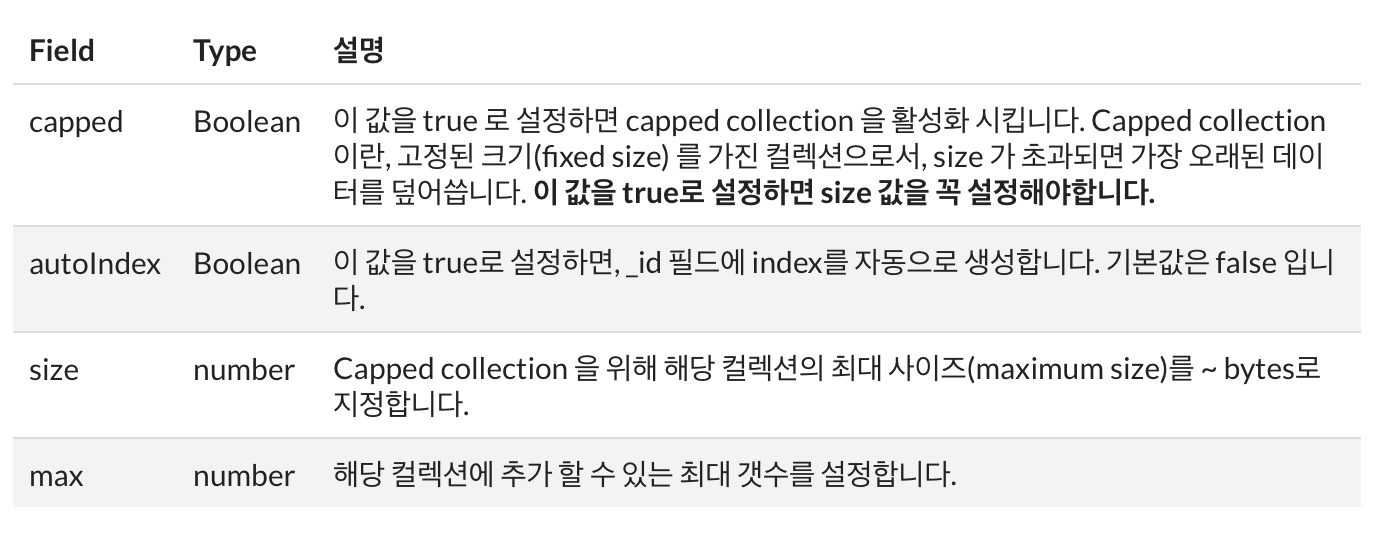 Field Type 설명
capped Boolean 이 값을 true 로 설정하면 capped collection 을 활성화 시킵니다. Capped collection
이란, 고정된 크기(fixed size) 를 가진 컬렉션으로서, size 가 초과되면 가장 오래된 데이
터를 덮어씁니다. 이 값을 true로 설정하면 size 값을 꼭 설정해야합니다.
autoIndex Boolean 이 값을 true로 설정하면, _id 필드에 index를 자동으로 생성합니다. 기본값은 false 입니
다.
size number Capped collection 을 위해 해당 컬렉션의 최대 사이즈(maximum size)를 ~ bytes로
지정합니다.
max number 해당 컬렉션에 추가 할 수 있는 최대 갯수를 설정합니다.